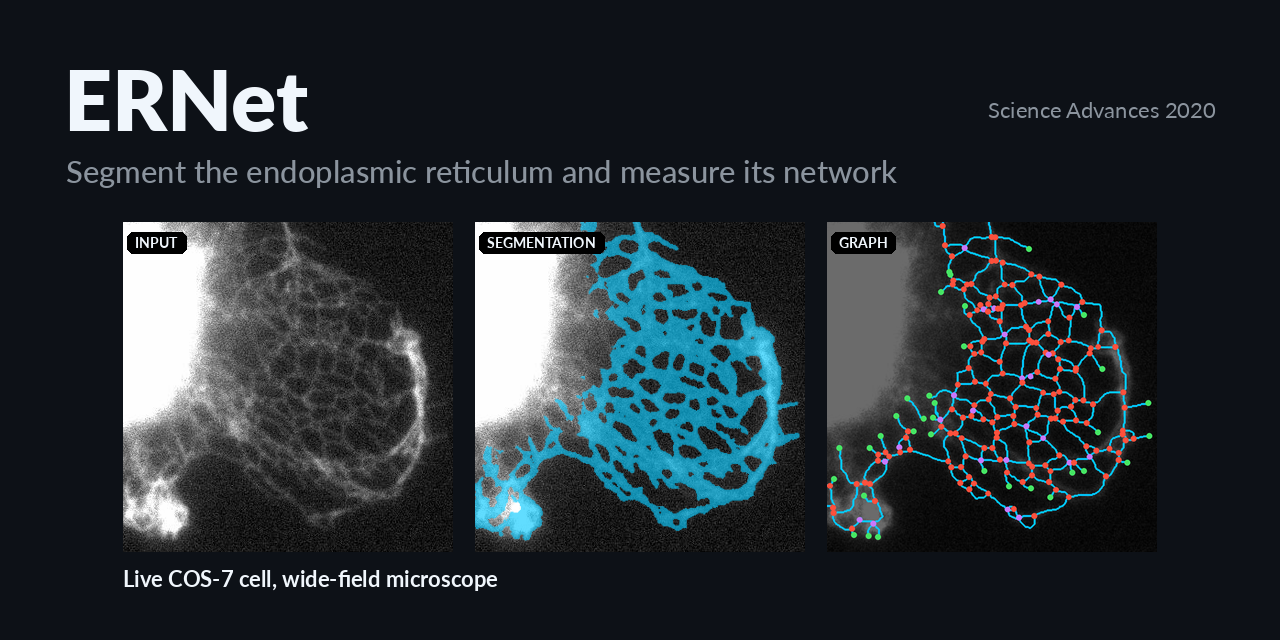 ERNet
Science Advances 2020
Segment the endoplasmic reticulum and measure its network
INPUT
SEGMENTATION
GRAPH
Live COS-7 cell, wide-field microscope